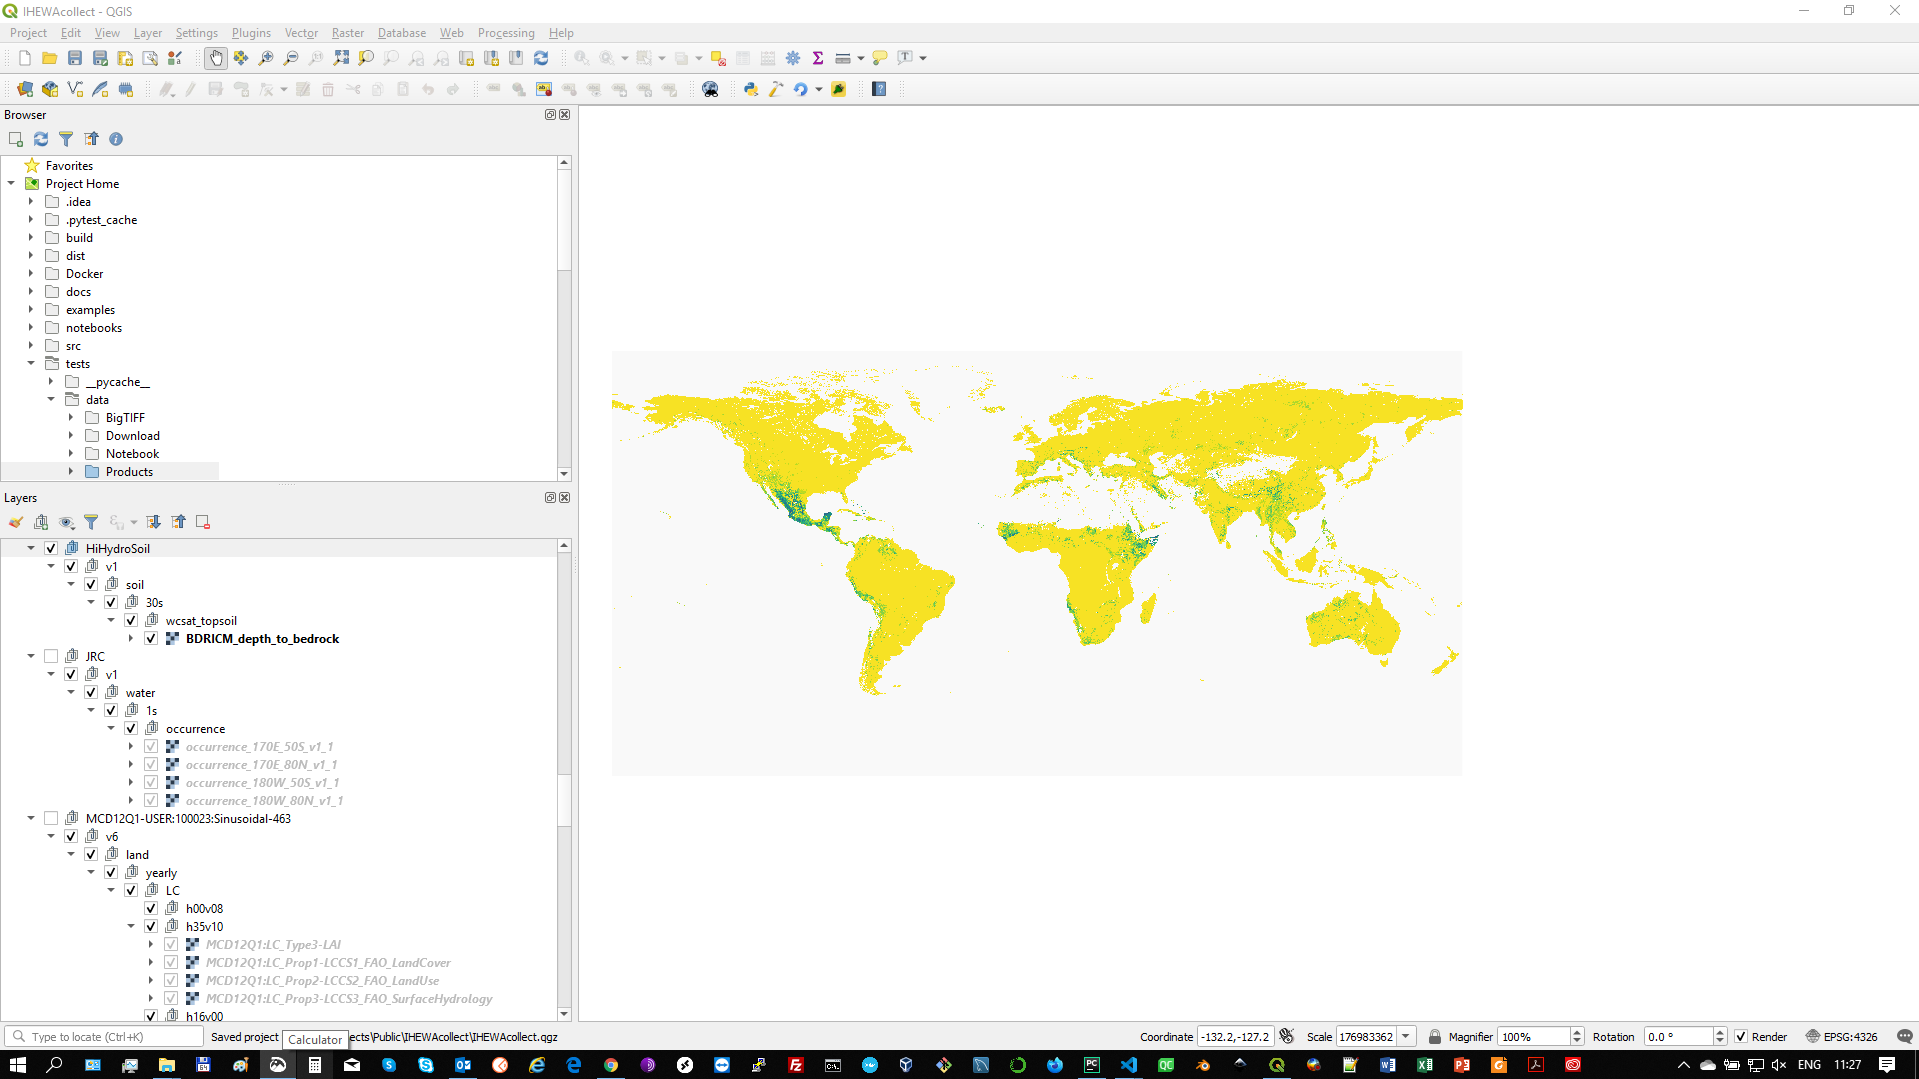 IHEWAcollect - QGIS
Project Edit View Layer Settings Plugins Vector Raster Database Web Processing Help
Browser
Favorites
Project Home
.idea
.pytest_cache
build
dist
Docker
docs
examples
notebooks
src
tests
__pycache__
data
BigTIFF
Download
Notebook
Products
Layers
HiHydroSoil
v1
soil
30s
wcsat_topsoil
BDRICM_depth_to_bedrock
JRC
v1
water
1s
occurrence
occurrence_170E_50S_v1_1
occurrence_170E_80N_v1_1
occurrence_180W_50S_v1_1
occurrence_180W_80N_v1_1
MCD12Q1-USER:100023:Sinusoidal-463
v6
land
yearly
LC
h00v08
h35v10
MCD12Q1:LC_Type3-LAI
MCD12Q1:LC_Prop1-LCCS1_FAO_LandCover
MCD12Q1:LC_Prop2-LCCS2_FAO_LandUse
MCD12Q1:LC_Prop3-LCCS3_FAO_SurfaceHydrology
h16v00
Type to locate (Ctrl+K) Saved project Calculator ects\Public\IHEWAcollect\IHEWAcollect.qgz Coordinate -132.2,-127.2 Scale 176983362 Magnifier 100% Rotation 0.0 ° Render EPSG:4326
ENG 11:27